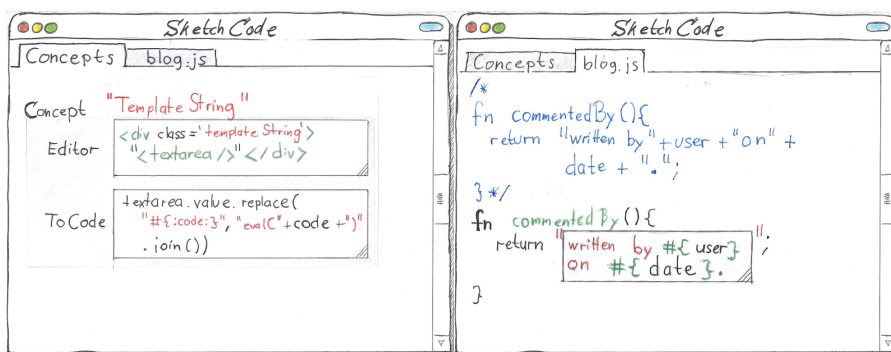 Sketch Code
Concepts blog.js
Concept "Template String"
Editor
<div class='template String'>
"<textarea/>"</div>
ToCode
textarea.value.replace(
"#{:code:}", "eval("+code+")"
.join())
Sketch Code
Concepts blog.js
/*
fn commentedBy(){
return "written by"+user+"on"+
date + ".";
}*/
fn commentedBy(){
return "written by #{user}
on #{date}.";
}